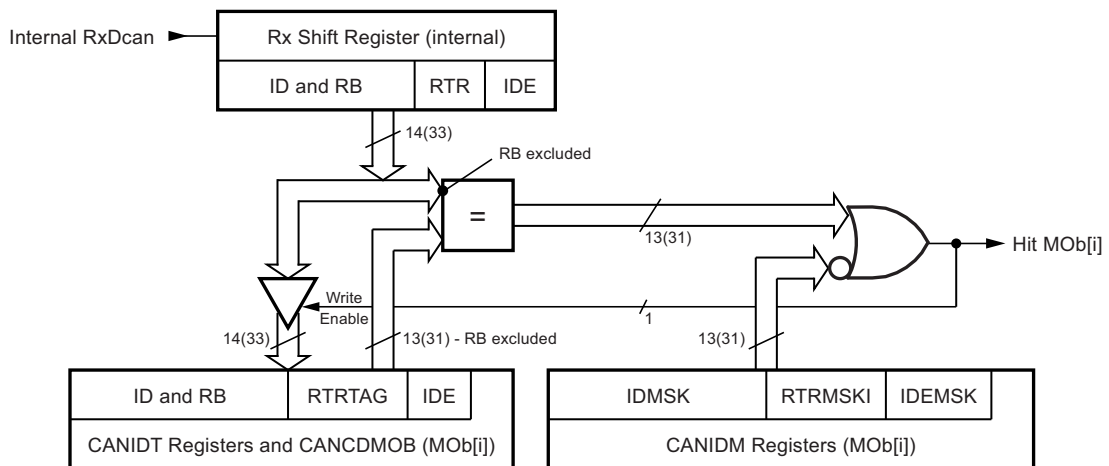 Internal RxDcan
Rx Shift Register (internal)
ID and RB
RTR
IDE
14(33)
RB excluded
=
13(31)
Hit MOb[i]
Write
Enable
1
14(33)
13(31) - RB excluded
13(31)
ID and RB
RTRTAG
IDE
CANIDT Registers and CANCDMOB (MOb[i])
IDMSK
RTRMSKI
IDEMSK
CANIDM Registers (MOb[i])